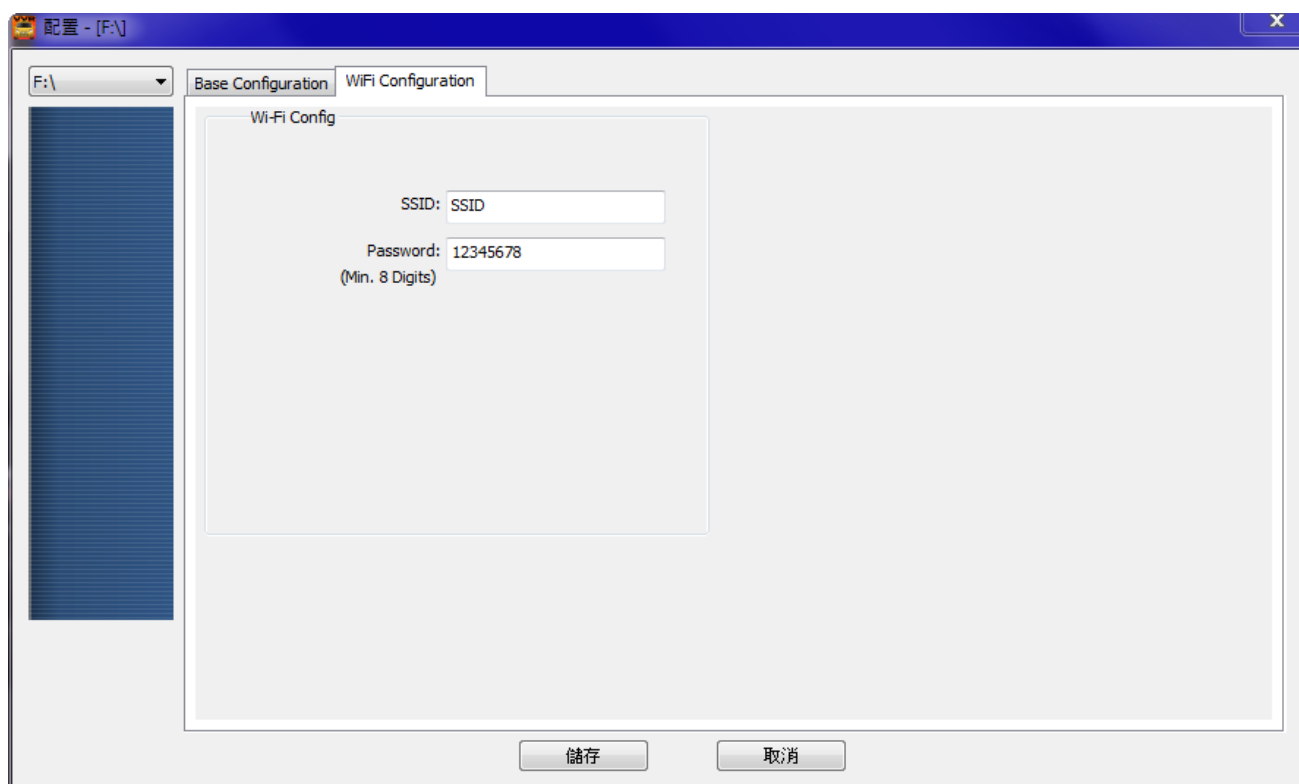 配置 - [F:\]
F:\
Base Configuration
WiFi Configuration
Wi-Fi Config
SSID: SSID
Password: 12345678
(Min. 8 Digits)
儲存
取消